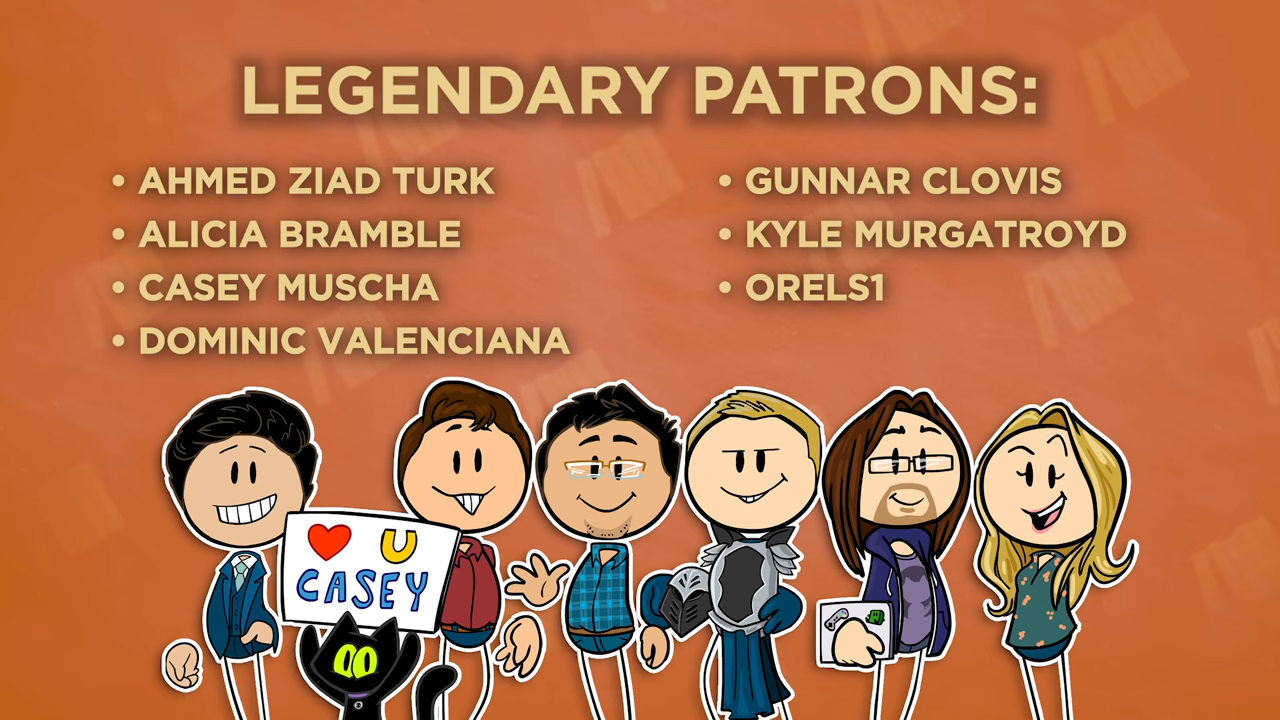 LEGENDARY PATRONS:
• AHMED ZIAD TURK
• ALICIA BRAMBLE
• CASEY MUSCHA
• DOMINIC VALENCIANA
• GUNNAR CLOVIS
• KYLE MURGATROYD
• ORELS1
❤ U
CASEY